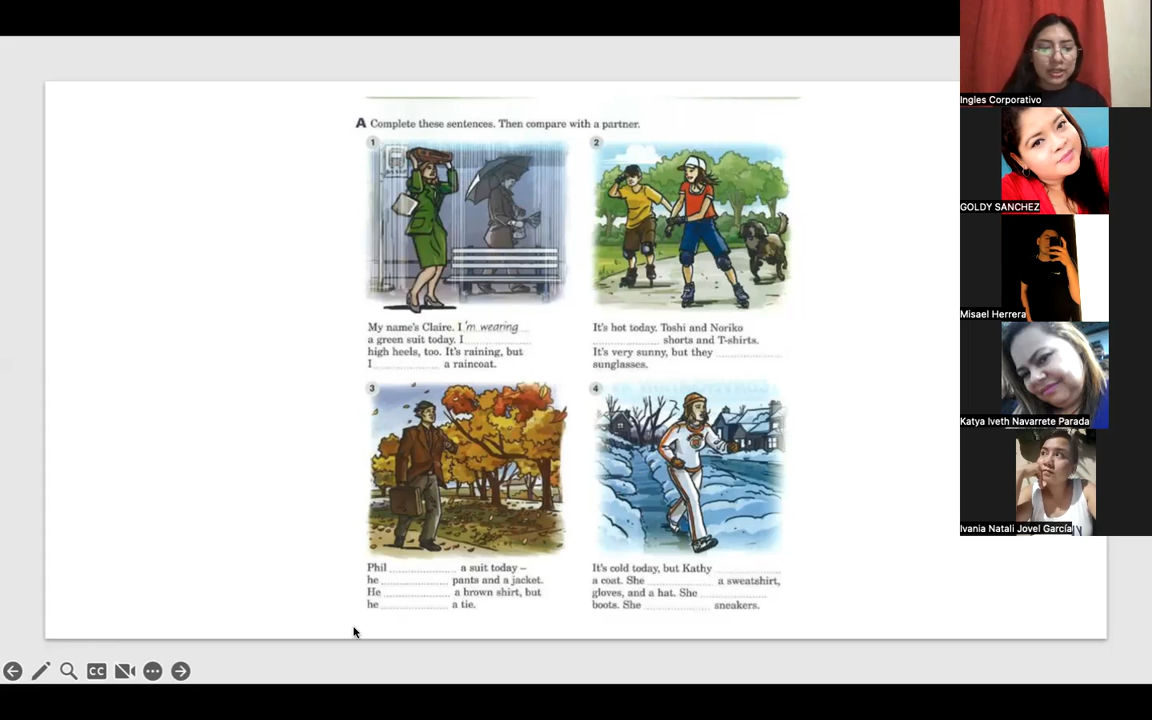 A Complete these sentences. Then compare with a partner.
1
2
My name's Claire. I 'm wearing
a green suit today. I
high heels, too. It's raining, but
I a raincoat.
It's hot today. Toshi and Noriko
shorts and T-shirts.
It's very sunny, but they
sunglasses.
3
4
Phil a suit today –
he pants and a jacket.
He a brown shirt, but
he a tie.
It's cold today, but Kathy
a coat. She a sweatshirt,
gloves, and a hat. She
boots. She sneakers.
CC
Ingles Corporativo
GOLDY SANCHEZ
Misael Herrera
Katya Iveth Navarrete Parada
Ivania Natali Jovel García